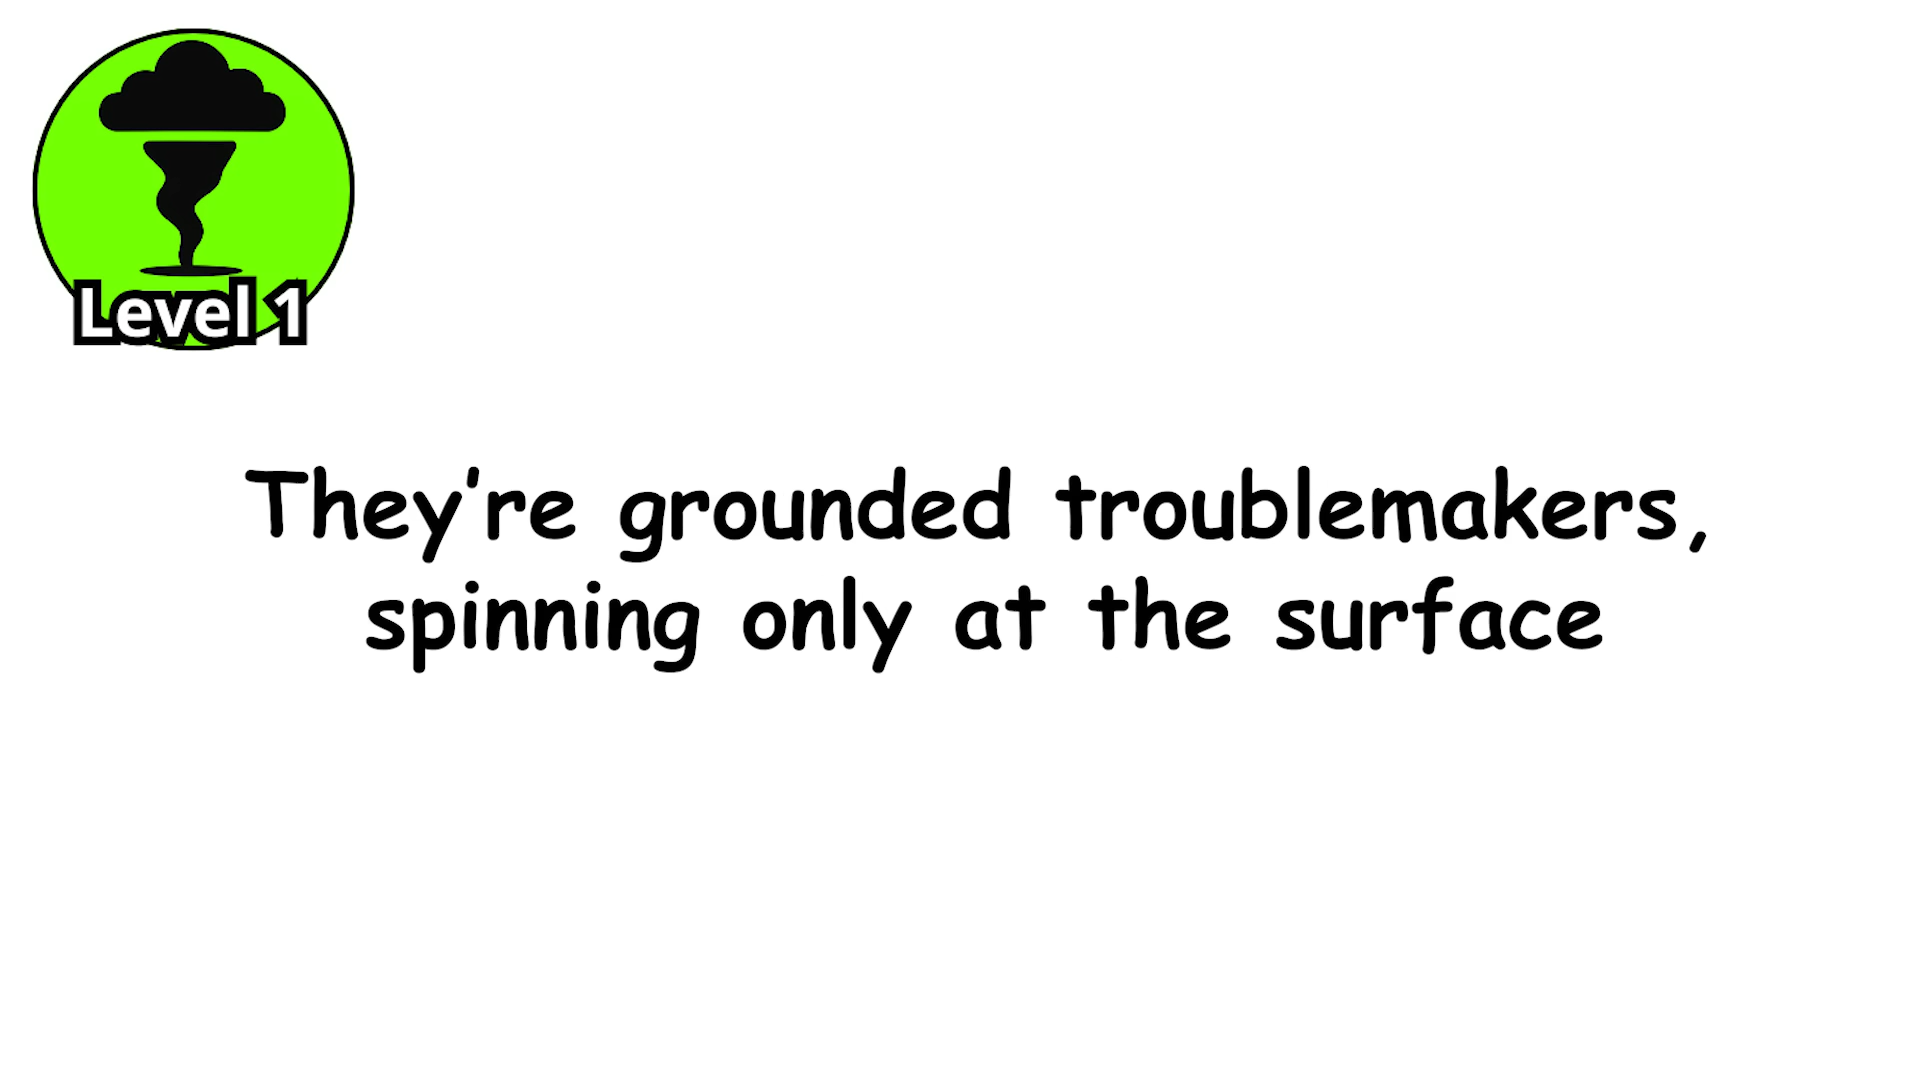 Level 1
They’re grounded troublemakers,
spinning only at the surface